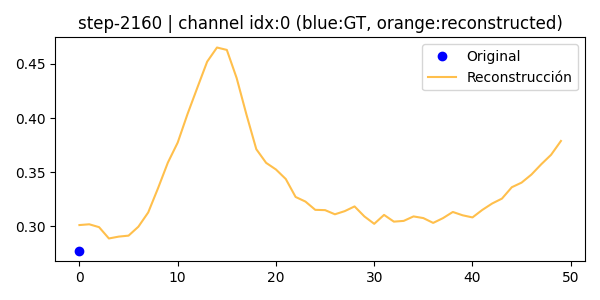 step-2160 | channel idx:0 (blue:GT, orange:reconstructed)
Original
Reconstrucción
0.45
0.40
0.35
0.30
0 10 20 30 40 50